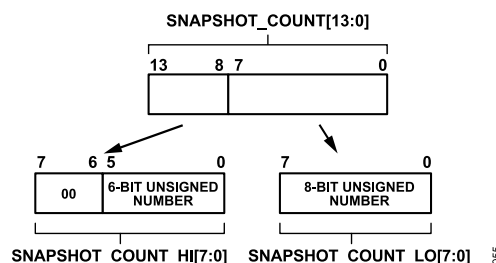 SNAPSHOT_COUNT[13:0]
13 8 7 0
7 6 5 0 7 0
00 6-BIT UNSIGNED NUMBER 8-BIT UNSIGNED NUMBER
SNAPSHOT_COUNT_HI[7:0] SNAPSHOT_COUNT_LO[7:0]